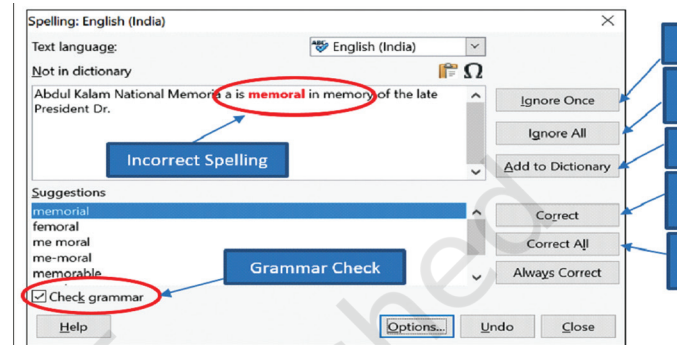 Spelling: English (India)
Text language:
English (India)
Not in dictionary
Abdul Kalam National Memoria a is memoral in memory of the late
President Dr.
Incorrect Spelling
Ignore Once
Ignore All
Add to Dictionary
Suggestions
memorial
femoral
me moral
me-moral
memorable
Correct
Correct All
Always Correct
Grammar Check
Check grammar
Help
Options...
Undo
Close